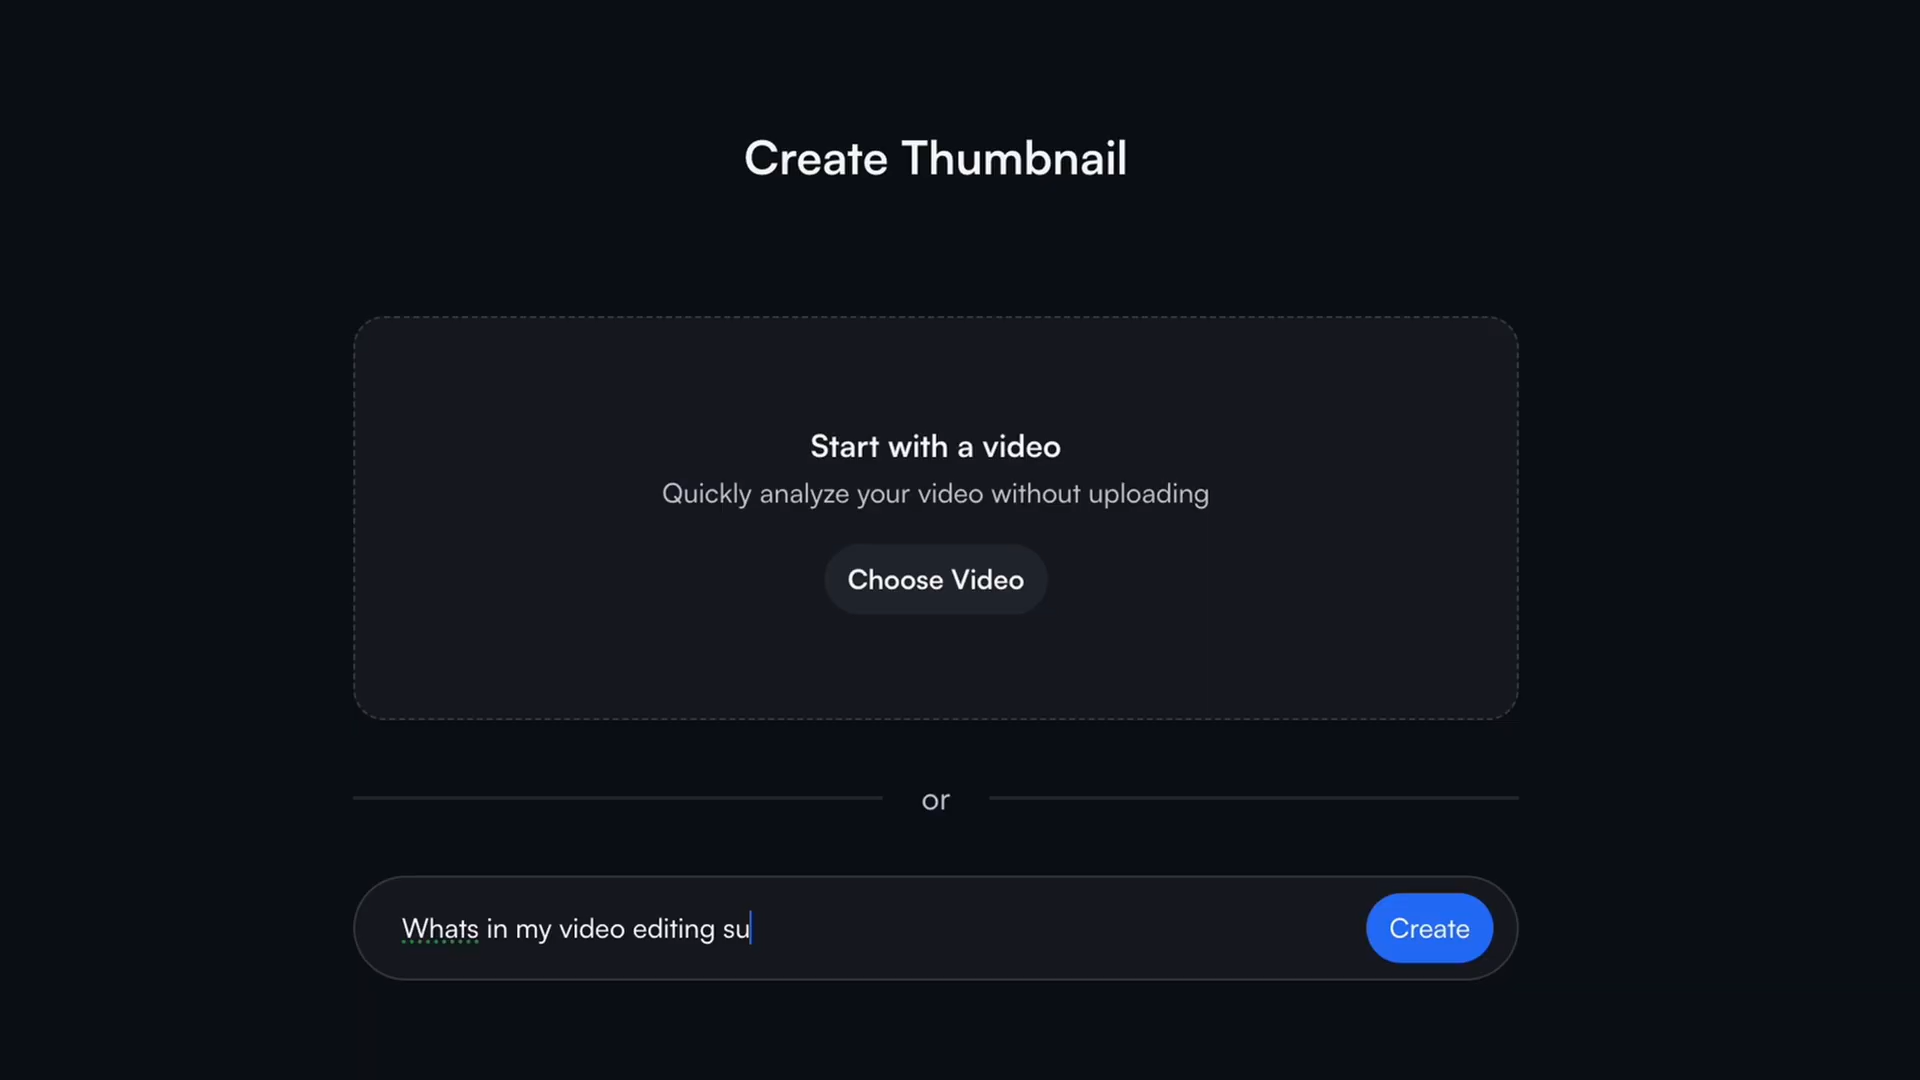 Create Thumbnail
Start with a video
Quickly analyze your video without uploading
Choose Video
or
Whats in my video editing su
Create